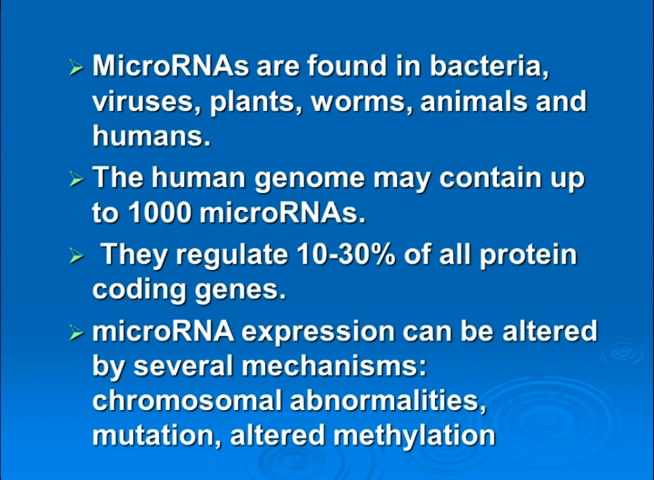 MicroRNAs are found in bacteria,
viruses, plants, worms, animals and
humans.
The human genome may contain up
to 1000 microRNAs.
They regulate 10-30% of all protein
coding genes.
microRNA expression can be altered
by several mechanisms:
chromosomal abnormalities,
mutation, altered methylation